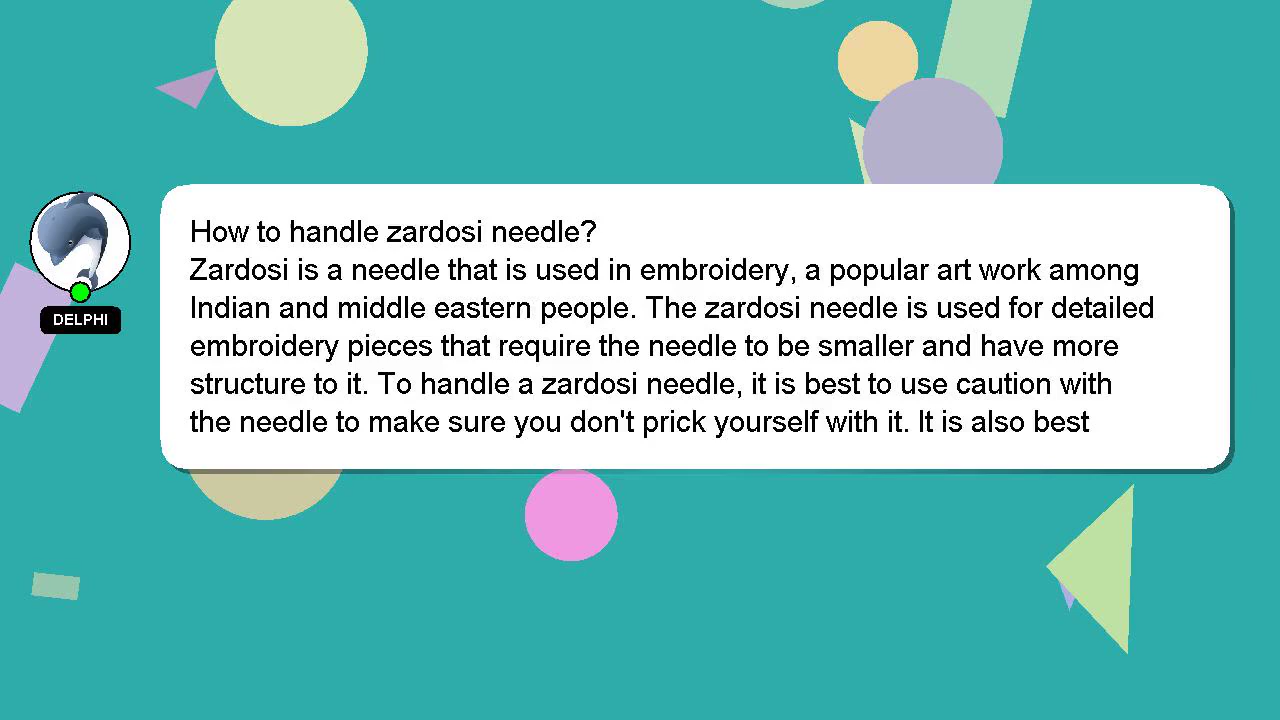 How to handle zardosi needle?
Zardosi is a needle that is used in embroidery, a popular art work among
Indian and middle eastern people. The zardosi needle is used for detailed
embroidery pieces that require the needle to be smaller and have more
structure to it. To handle a zardosi needle, it is best to use caution with
the needle to make sure you don't prick yourself with it. It is also best
DELPHI